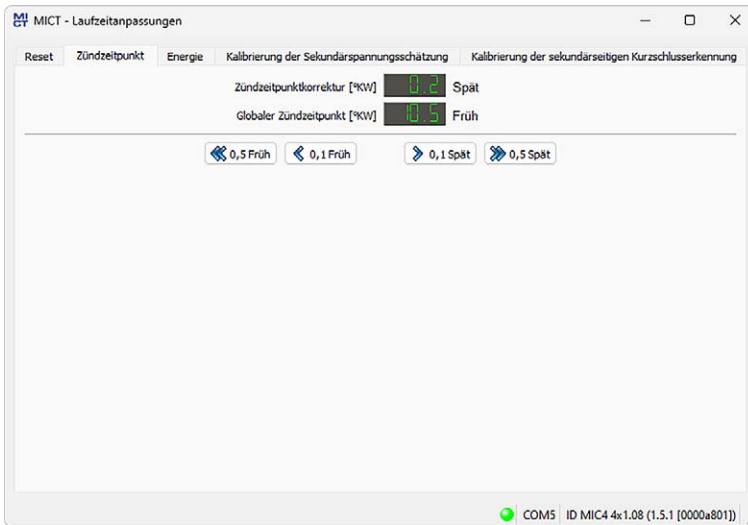 MICT MICT - Laufzeitanpassungen
Reset Zündzeitpunkt Energie Kalibrierung der Sekundärspannungsschätzung Kalibrierung der sekundärseitigen Kurzschlusserkennung
Zündzeitpunktkorrektur [°KW] 0.2 Spät
Globaler Zündzeitpunkt [°KW] 10.5 Früh
0,5 Früh 0,1 Früh 0,1 Spät 0,5 Spät
COM5 ID MIC4 4x1.08 (1.5.1 [0000a801])